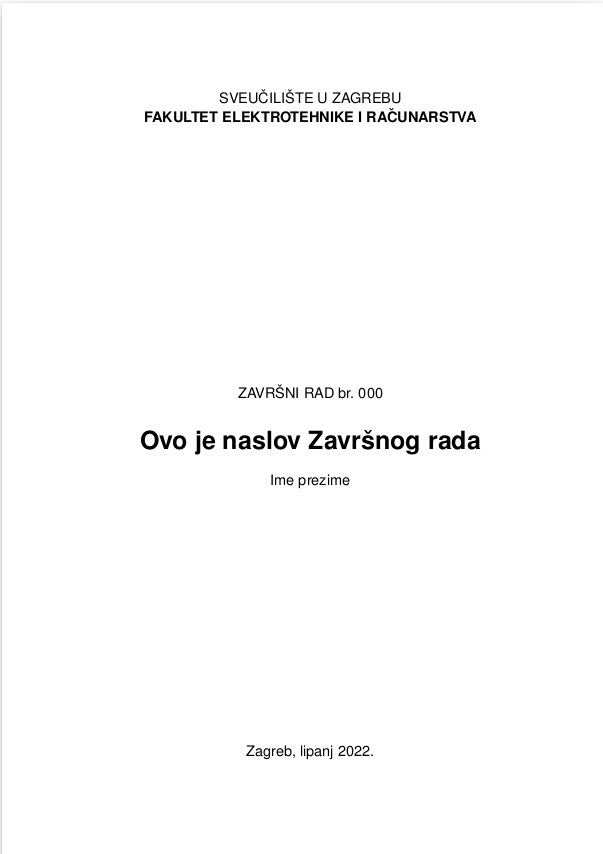 SVEUČILIŠTE U ZAGREBU
FAKULTET ELEKTROTEHNIKE I RAČUNARSTVA
ZAVRŠNI RAD br. 000
Ovo je naslov Završnog rada
Ime prezime
Zagreb, lipanj 2022.